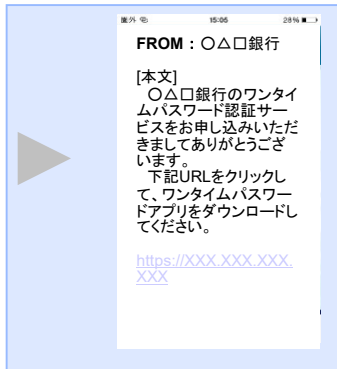 圏外 15:05 28%
FROM：〇△□銀行
[本文]
〇△□銀行のワンタイ
ムパスワード認証サー
ビスをお申し込みいただ
きましてありがとうござ
います。
下記URLをクリックし
て、ワンタイムパスワー
ドアプリをダウンロードし
てください。
https://XXX.XXX.XXX.
XXX